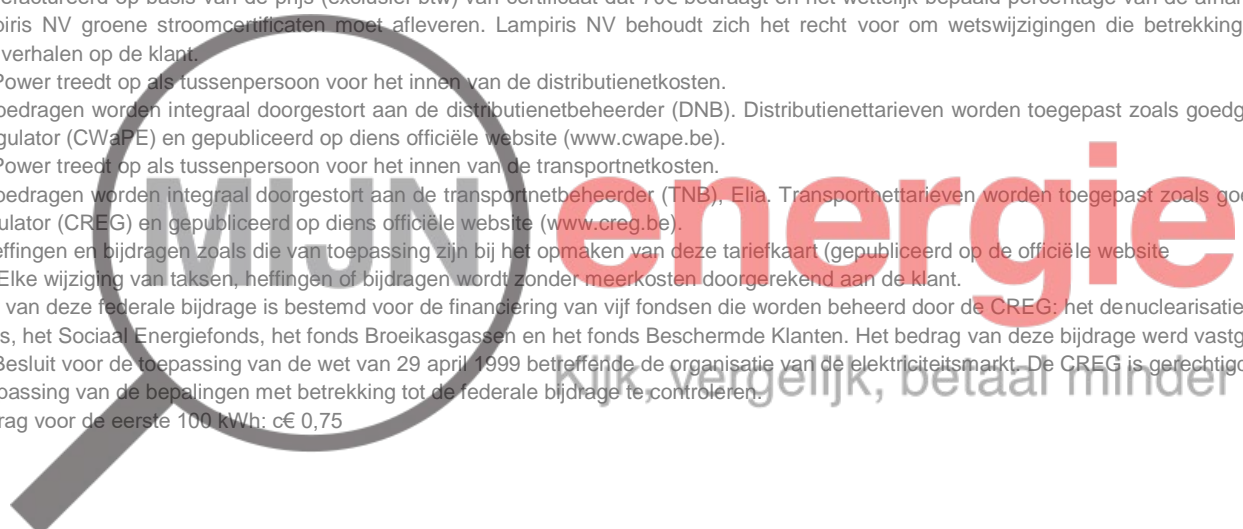 efactureerd op basis van de prijs (exclusief btw) van certificaat dat 70€ bedraagt en het wettelijk bepaald percentage van de
piris NV groene stroomcertificaten moet afleveren. Lampiris NV behoudt zich het recht voor om wetswijzigingen die betrekking
verhalen op de klant.
Power treedt op als tussenpersoon voor het innen van de distributienetkosten.
bedragen worden integraal doorgestort aan de distributienetbeheerder (DNB). Distributienettarieven worden toegepast zoals goedg
gulator (CWaPE) en gepubliceerd op diens officiële website (www.cwape.be).
Power treedt op als tussenpersoon voor het innen van de transportnetkosten.
bedragen worden integraal doorgestort aan de transportnetbeheerder (TNB), Elia. Transportnettarieven worden toegepast zoals goe
ulator (CREG) en gepubliceerd op diens officiële website (www.creg.be).
effingen en bijdragen zoals die van toepassing zijn bij het opmaken van deze tariefkaart (gepubliceerd op de officiële website
Elke wijziging van taksen, heffingen of bijdragen wordt zonder meerkosten doorgerekend aan de klant.
van deze federale bijdrage is bestemd voor de financiering van vijf fondsen die worden beheerd door de CREG: het denuclearisatie
s, het Sociaal Energiefonds, het fonds Broeikasgassen en het fonds Beschermde Klanten. Het bedrag van deze bijdrage werd vastg
Besluit voor de toepassing van de wet van 29 april 1999 betreffende de organisatie van de elektriciteitsmarkt. De CREG is gerechtigd
passing van de bepalingen met betrekking tot de federale bijdrage te controleren.
rag voor de eerste 100 kWh: c€ 0,75
MIJN energie
kijk, vergelijk, betaal minder